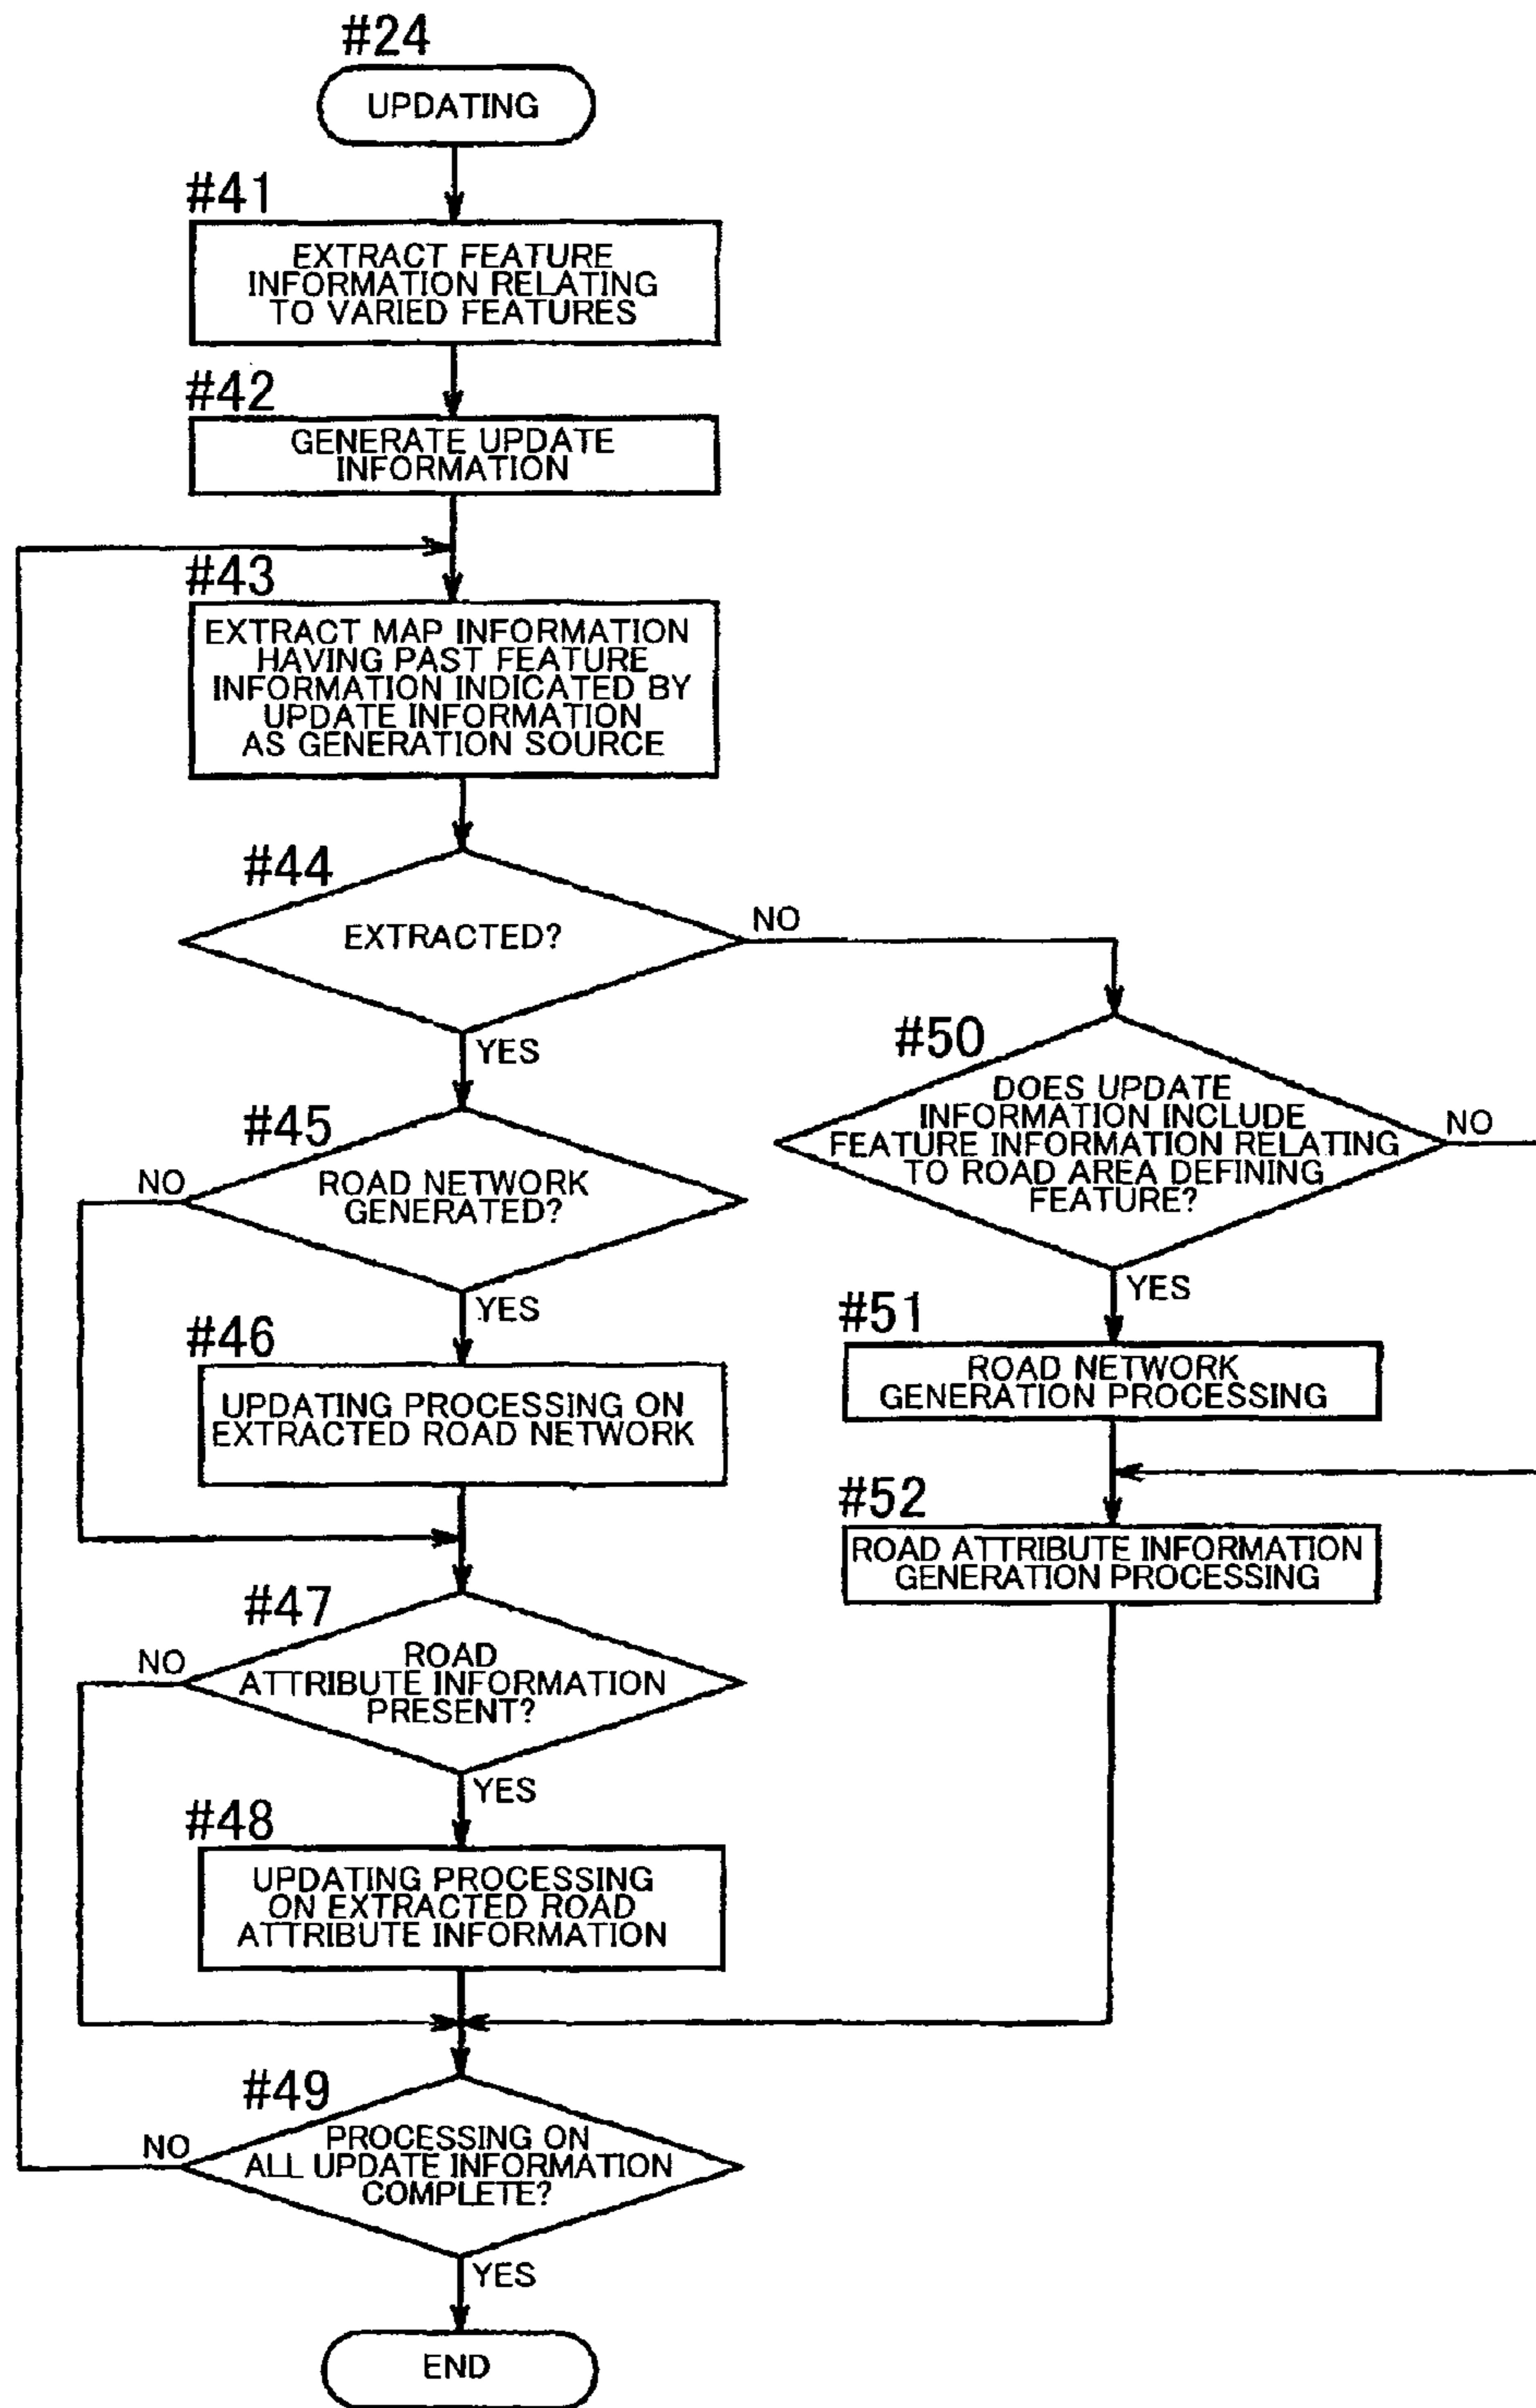 #24
UPDATING
#41
EXTRACT FEATURE
INFORMATION RELATING
TO VARIED FEATURES
#42
GENERATE UPDATE
INFORMATION
#43
EXTRACT MAP INFORMATION
HAVING PAST FEATURE
INFORMATION INDICATED BY
UPDATE INFORMATION
AS GENERATION SOURCE
#44
EXTRACTED?
NO
YES
#45
ROAD NETWORK
GENERATED?
NO
YES
#46
UPDATING PROCESSING ON
EXTRACTED ROAD NETWORK
#47
ROAD
ATTRIBUTE INFORMATION
PRESENT?
NO
YES
#48
UPDATING PROCESSING
ON EXTRACTED ROAD
ATTRIBUTE INFORMATION
#49
PROCESSING ON
ALL UPDATE INFORMATION
COMPLETE?
NO
YES
END
#50
DOES UPDATE
INFORMATION INCLUDE
FEATURE INFORMATION RELATING
TO ROAD AREA DEFINING
FEATURE?
NO
YES
#51
ROAD NETWORK
GENERATION PROCESSING
#52
ROAD ATTRIBUTE INFORMATION
GENERATION PROCESSING